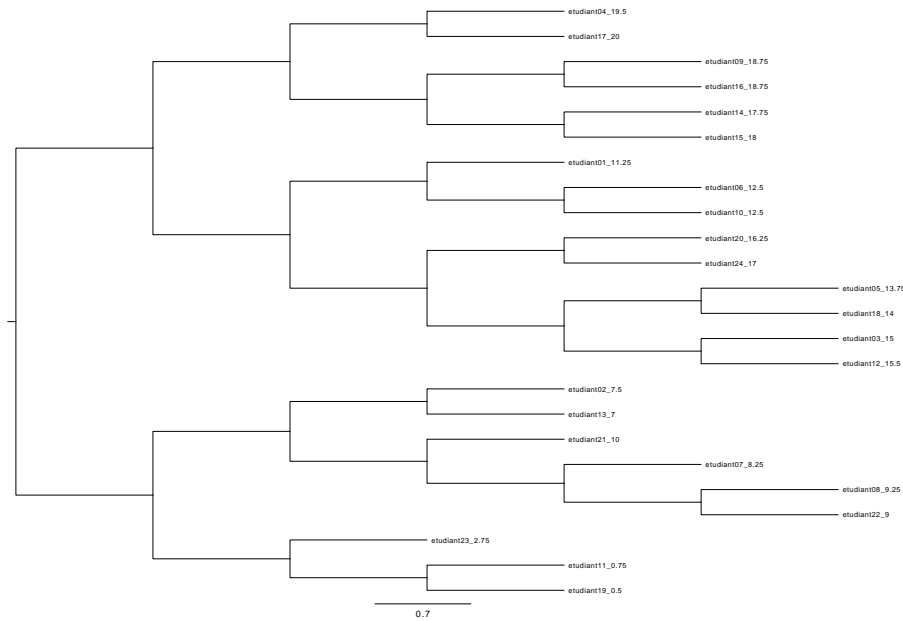 etudiant04_19.5
etudiant17_20
etudiant09_18.75
etudiant16_18.75
etudiant14_17.75
etudiant15_18
etudiant01_11.25
etudiant06_12.5
etudiant10_12.5
etudiant20_16.25
etudiant24_17
etudiant05_13.75
etudiant18_14
etudiant03_15
etudiant12_15.5
etudiant02_7.5
etudiant13_7
etudiant21_10
etudiant07_8.25
etudiant08_9.25
etudiant22_9
etudiant23_2.75
etudiant11_0.75
etudiant19_0.5
0.7